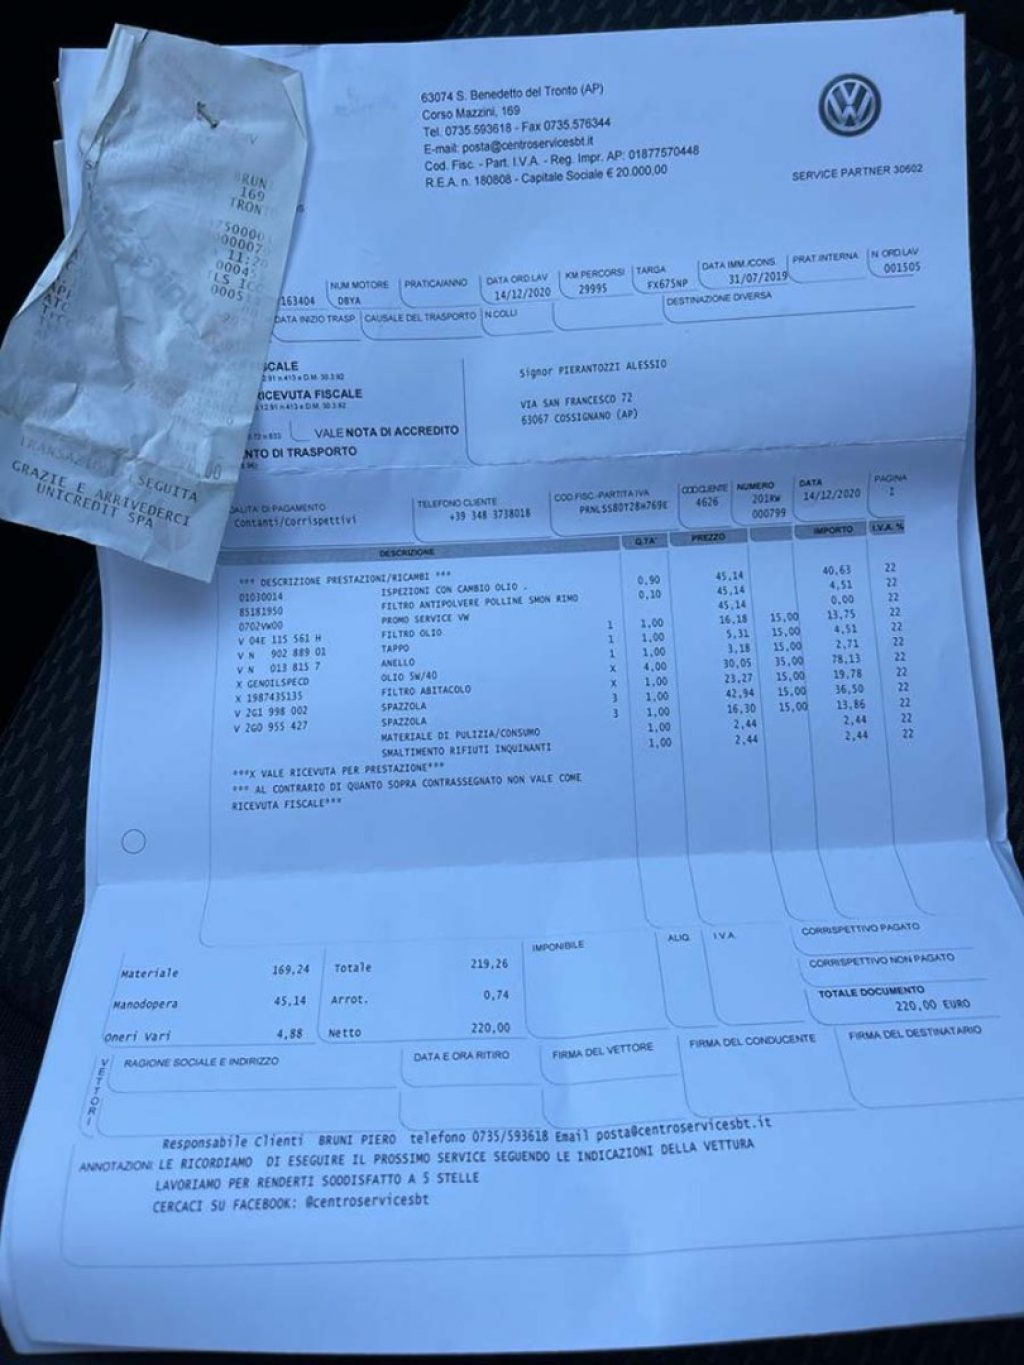 63074 S. Benedetto del Tronto (AP)
Corso Mazzini, 169
Tel. 0735.593618 - Fax 0735.576344
E-mail: posta@centroservicesbt.it
Cod. Fisc. - Part. I.V.A. - Reg. Impr. AP: 01877570448
R.E.A. n. 180808 - Capitale Sociale € 20.000,00
SERVICE PARTNER 30602
BRUN
169
TRONT
11:20
TRANSAZIO SEGUITA
GRAZIE E ARRIVEDERCI
UNICREDIT SPA
NUM.MOTORE PRATICA/ANNO DATA ORD.LAV KM PERCORSI TARGA DATA IMM./CONS. PRAT.INTERNA N ORD.LAV
163404 DBYA 14/12/2020 29995 FX675NP 31/07/2019 001505
DATA INIZIO TRASP. CAUSALE DEL TRASPORTO N.COLLI DESTINAZIONE DIVERSA
SCALE
RICEVUTA FISCALE
VALE NOTA DI ACCREDITO
NTO DI TRASPORTO
Signor PIERANTOZZI ALESSIO
VIA SAN FRANCESCO 72
63067 COSSIGNANO (AP)
ALITA DI PAGAMENTO TELEFONO CLIENTE COD.FISC.-PARTITA IVA COD.CLIENTE NUMERO DATA PAGINA
Contanti/Corrispettivi +39 348 3738018 PRNLSS80T28H769E 4626 201RW 14/12/2020 1
000799
DESCRIZIONE Q.TA' PREZZO IMPORTO I.V.A. %
*** DESCRIZIONE PRESTAZIONI/RICAMBI ***
01030014 ISPEZIONI CON CAMBIO OLIO . 0,90 45,14 40,63 22
85181950 FILTRO ANTIPOLVERE POLLINE SMON RIMO 0,10 45,14 4,51 22
0702VW00 PROMO SERVICE VW 45,14 0,00 22
V 04E 115 561 H FILTRO OLIO 1 1,00 16,18 15,00 13,75 22
V N 902 889 01 TAPPO 1 1,00 5,31 15,00 4,51 22
V N 013 815 7 ANELLO 1 1,00 3,18 15,00 2,71 22
X GENOILSPECD OLIO 5W/40 X 4,00 30,05 35,00 78,13 22
X 1987435135 FILTRO ABITACOLO X 1,00 23,27 15,00 19,78 22
V 2G1 998 002 SPAZZOLA 3 1,00 42,94 15,00 36,50 22
V 2G0 955 427 SPAZZOLA 3 1,00 16,30 15,00 13,86 22
MATERIALE DI PULIZIA/CONSUMO 1,00 2,44 2,44 22
SMALTIMENTO RIFIUTI INQUINANTI 1,00 2,44 2,44 22
***X VALE RICEVUTA PER PRESTAZIONE***
*** AL CONTRARIO DI QUANTO SOPRA CONTRASSEGNATO NON VALE COME
RICEVUTA FISCALE***
IMPONIBILE ALIQ. I.V.A. CORRISPETTIVO PAGATO
CORRISPETTIVO NON PAGATO
Materiale 169,24 Totale 219,26
TOTALE DOCUMENTO
Manodopera 45,14 Arrot. 0,74 220,00 EURO
Oneri Vari 4,88 Netto 220,00
VETTORI
RAGIONE SOCIALE E INDIRIZZO DATA E ORA RITIRO FIRMA DEL VETTORE FIRMA DEL CONDUCENTE FIRMA DEL DESTINATARIO
Responsabile Clienti BRUNI PIERO telefono 0735/593618 Email posta@centroservicesbt.it
ANNOTAZIONI: LE RICORDIAMO DI ESEGUIRE IL PROSSIMO SERVICE SEGUENDO LE INDICAZIONI DELLA VETTURA
LAVORIAMO PER RENDERTI SODDISFATTO A 5 STELLE
CERCACI SU FACEBOOK: @centroservicesbt